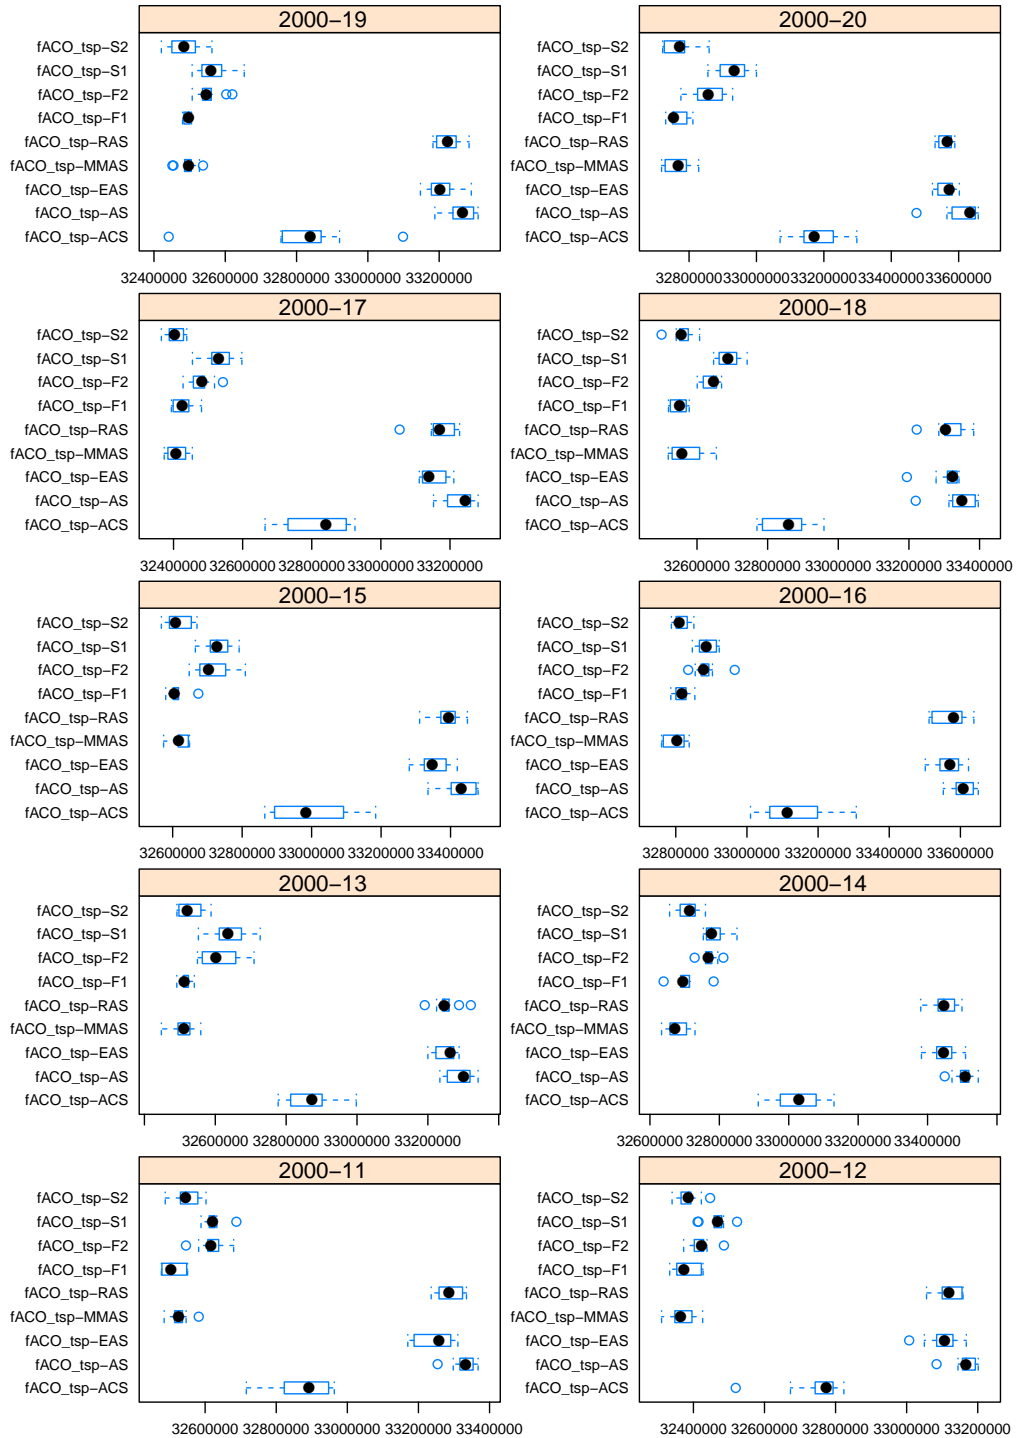 2000−19
fACO_tsp−S2
fACO_tsp−S1
fACO_tsp−F2
fACO_tsp−F1
fACO_tsp−RAS
fACO_tsp−MMAS
fACO_tsp−EAS
fACO_tsp−AS
fACO_tsp−ACS
32400000 32600000 32800000 33000000 33200000
2000−20
fACO_tsp−S2
fACO_tsp−S1
fACO_tsp−F2
fACO_tsp−F1
fACO_tsp−RAS
fACO_tsp−MMAS
fACO_tsp−EAS
fACO_tsp−AS
fACO_tsp−ACS
32800000 33000000 33200000 33400000 33600000
2000−17
fACO_tsp−S2
fACO_tsp−S1
fACO_tsp−F2
fACO_tsp−F1
fACO_tsp−RAS
fACO_tsp−MMAS
fACO_tsp−EAS
fACO_tsp−AS
fACO_tsp−ACS
32400000 32600000 32800000 33000000 33200000
2000−18
fACO_tsp−S2
fACO_tsp−S1
fACO_tsp−F2
fACO_tsp−F1
fACO_tsp−RAS
fACO_tsp−MMAS
fACO_tsp−EAS
fACO_tsp−AS
fACO_tsp−ACS
32600000 32800000 33000000 33200000 33400000
2000−15
fACO_tsp−S2
fACO_tsp−S1
fACO_tsp−F2
fACO_tsp−F1
fACO_tsp−RAS
fACO_tsp−MMAS
fACO_tsp−EAS
fACO_tsp−AS
fACO_tsp−ACS
32600000 32800000 33000000 33200000 33400000
2000−16
fACO_tsp−S2
fACO_tsp−S1
fACO_tsp−F2
fACO_tsp−F1
fACO_tsp−RAS
fACO_tsp−MMAS
fACO_tsp−EAS
fACO_tsp−AS
fACO_tsp−ACS
32800000 33000000 33200000 33400000 33600000
2000−13
fACO_tsp−S2
fACO_tsp−S1
fACO_tsp−F2
fACO_tsp−F1
fACO_tsp−RAS
fACO_tsp−MMAS
fACO_tsp−EAS
fACO_tsp−AS
fACO_tsp−ACS
32600000 32800000 33000000 33200000
2000−14
fACO_tsp−S2
fACO_tsp−S1
fACO_tsp−F2
fACO_tsp−F1
fACO_tsp−RAS
fACO_tsp−MMAS
fACO_tsp−EAS
fACO_tsp−AS
fACO_tsp−ACS
32600000 32800000 33000000 33200000 33400000
2000−11
fACO_tsp−S2
fACO_tsp−S1
fACO_tsp−F2
fACO_tsp−F1
fACO_tsp−RAS
fACO_tsp−MMAS
fACO_tsp−EAS
fACO_tsp−AS
fACO_tsp−ACS
32600000 32800000 33000000 33200000 33400000
2000−12
fACO_tsp−S2
fACO_tsp−S1
fACO_tsp−F2
fACO_tsp−F1
fACO_tsp−RAS
fACO_tsp−MMAS
fACO_tsp−EAS
fACO_tsp−AS
fACO_tsp−ACS
32400000 32600000 32800000 33000000 33200000